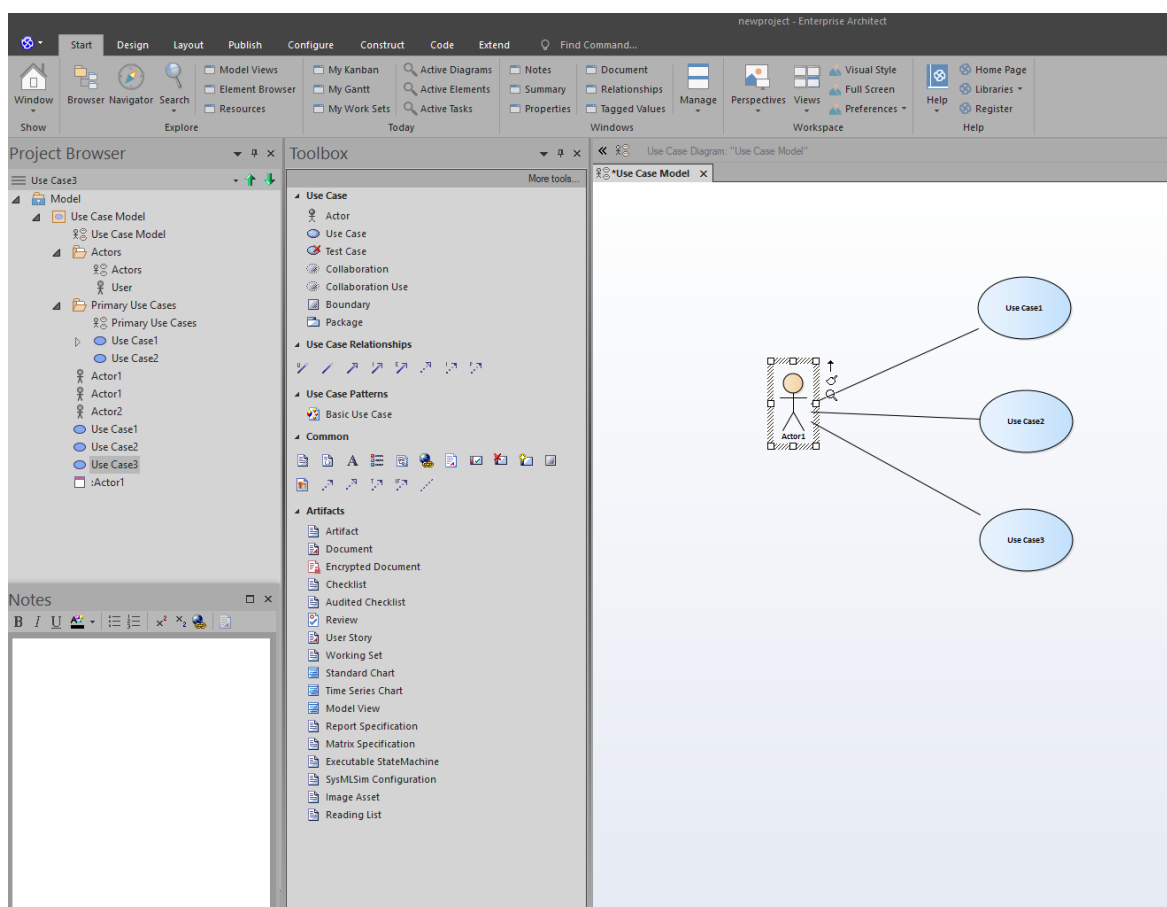 newproject - Enterprise Architect
Start Design Layout Publish Configure Construct Code Extend Find Command...
Model Views My Kanban Active Diagrams Notes Document Visual Style Home Page
Element Browser My Gantt Active Elements Summary Relationships Full Screen Libraries
Window Browser Navigator Search Resources My Work Sets Active Tasks Properties Tagged Values Manage Perspectives Views Preferences Help Register
Show Explore Today Windows Workspace Help
Project Browser
Use Case3
Model
Use Case Model
Use Case Model
Actors
Actors
User
Primary Use Cases
Primary Use Cases
Use Case1
Use Case2
Actor1
Actor1
Actor2
Use Case1
Use Case2
Use Case3
:Actor1
Notes
B I U x² x₂
Toolbox
More tools...
Use Case
Actor
Use Case
Test Case
Collaboration
Collaboration Use
Boundary
Package
Use Case Relationships
Use Case Patterns
Basic Use Case
Common
A
Artifacts
Artifact
Document
Encrypted Document
Checklist
Audited Checklist
Review
User Story
Working Set
Standard Chart
Time Series Chart
Model View
Report Specification
Matrix Specification
Executable StateMachine
SysMLSim Configuration
Image Asset
Reading List
Use Case Diagram: "Use Case Model"
*Use Case Model
Use Case1
Actor1
Use Case2
Use Case3